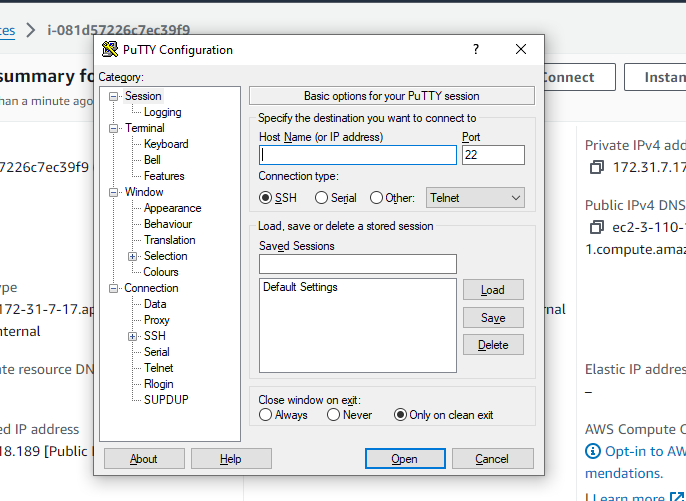 ces > i-081d57226c7ec39f9
summary fo
than a minute ago
Connect
Instan
PuTTY Configuration
?
Category:
Session
Logging
Terminal
Keyboard
Bell
Features
Window
Appearance
Behaviour
Translation
Selection
Colours
Connection
Data
Proxy
SSH
Serial
Telnet
Rlogin
SUPDUP
Basic options for your PuTTY session
Specify the destination you want to connect to
Host Name (or IP address) Port
22
Connection type:
SSH Serial Other: Telnet
Load, save or delete a stored session
Saved Sessions
Default Settings
Load
Save
Delete
Close window on exit:
Always Never Only on clean exit
About Help Open Cancel
7226c7ec39f9
ype
172-31-7-17.ap
nternal
te resource DN
ed IP address
18.189 [Public
nal
Private IPv4 addr
172.31.7.17
Public IPv4 DNS
ec2-3-110-
1.compute.amaz
Elastic IP addres
–
AWS Compute O
Opt-in to AW
mendations.
Learn more